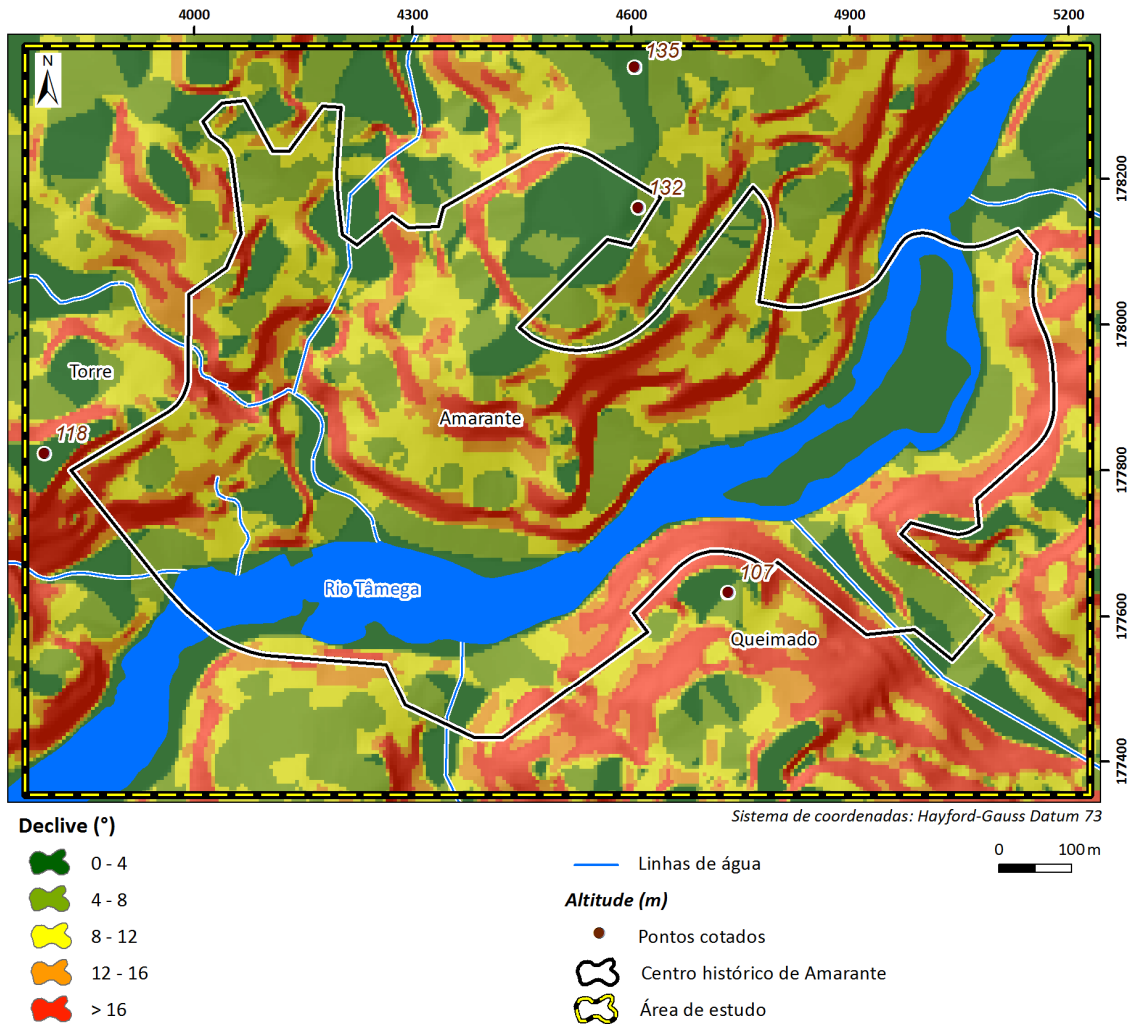 4000 4300 4600 4900 5200
N
135
132
178200
178000
Torre
Amarante
118
177800
Rio Tâmega
107
177600
Queimado
177400
Sistema de coordenadas: Hayford-Gauss Datum 73
Declive (°)
0 - 4
4 - 8
8 - 12
12 - 16
> 16
Linhas de água
Altitude (m)
Pontos cotados
Centro histórico de Amarante
Área de estudo
0 100 m